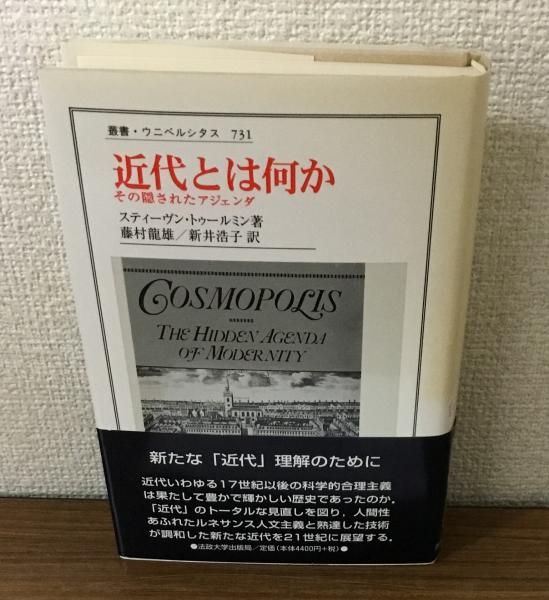 叢書・ウニベルシタス 731
近代とは何か
その隠されたアジェンダ
スティーヴン・トゥールミン著
藤村龍雄／新井浩子 訳
COSMOPOLIS
THE HIDDEN AGENDA
OF MODERNITY
新たな「近代」理解のために
近代いわゆる17世紀以後の科学的合理主義
は果たして豊かで輝かしい歴史であったのか。
「近代」のトータルな見直しを図り，人間性
あふれたルネサンス人文主義と熟達した技術
が調和した新たな近代を21世紀に展望する。
●法政大学出版局／定価（本体4400円+税）●